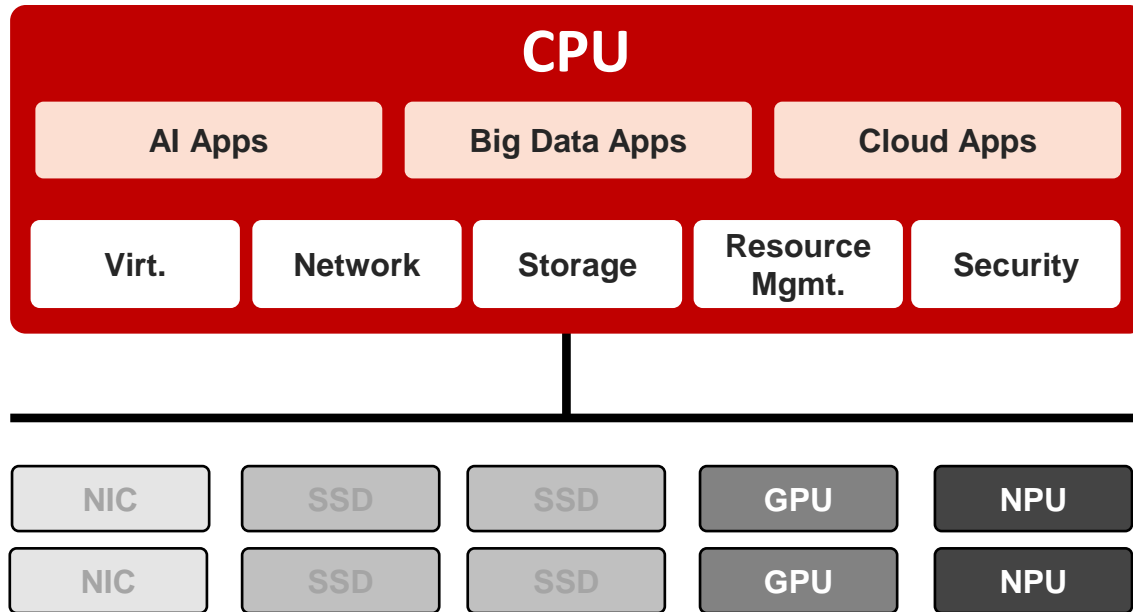 CPU
AI Apps
Big Data Apps
Cloud Apps
Virt.
Network
Storage
Resource
Mgmt.
Security
NIC
SSD
SSD
GPU
NPU
NIC
SSD
SSD
GPU
NPU